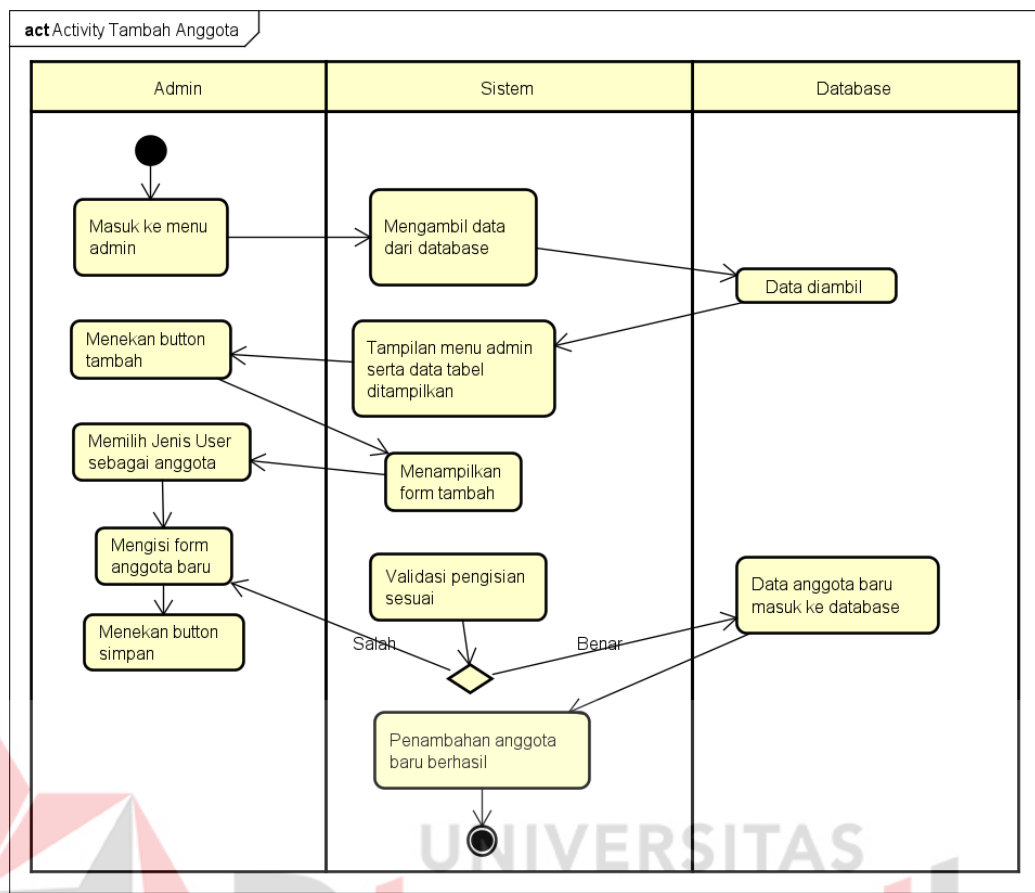 act Activity Tambah Anggota
Admin
Sistem
Database
Masuk ke menu
admin
Mengambil data
dari database
Data diambil
Menekan button
tambah
Tampilan menu admin
serta data tabel
ditampilkan
Memilih Jenis User
sebagai anggota
Menampilkan
form tambah
Mengisi form
anggota baru
Validasi pengisian
sesuai
Data anggota baru
masuk ke database
Menekan button
simpan
Salah
Benar
Penambahan anggota
baru berhasil
UNIVERSITAS